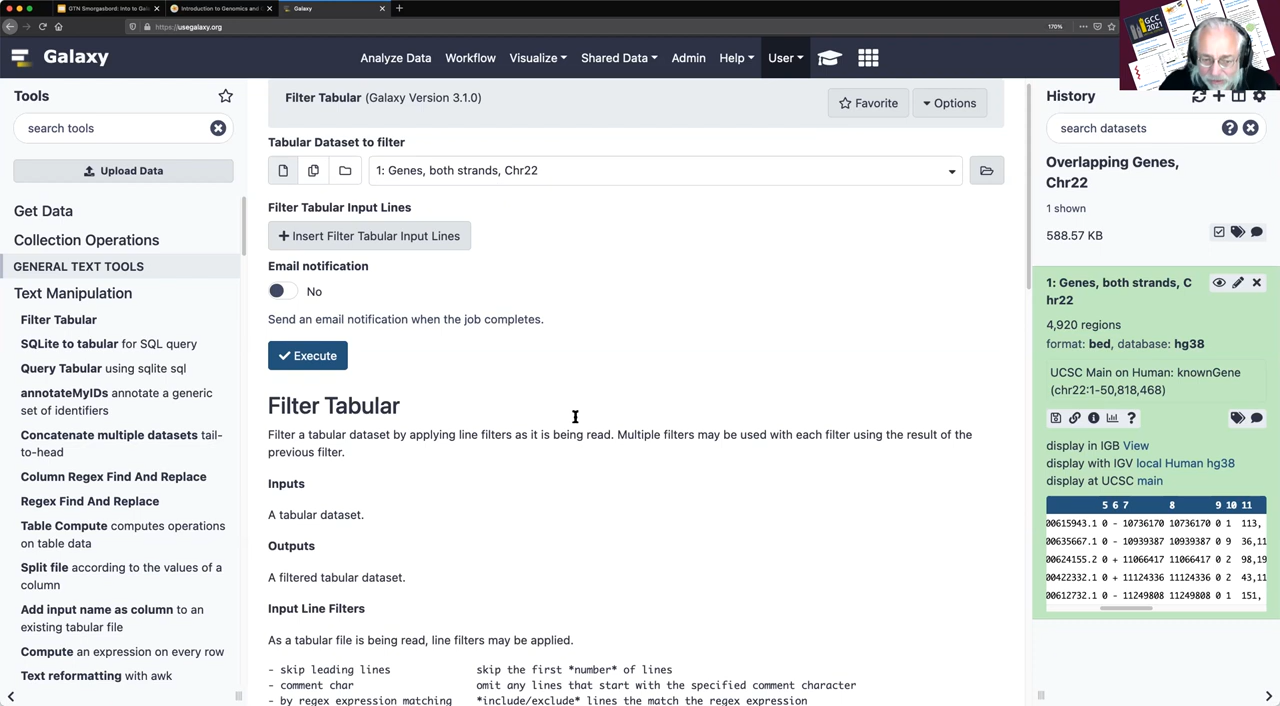 GTN Smorgasbord: Into to Gala
Introduction to Genomics and
Galaxy
https://usegalaxy.org
170%
GCC
2021
Galaxy
Analyze Data
Workflow
Visualize
Shared Data
Admin
Help
User
Tools
search tools
Upload Data
Get Data
Collection Operations
GENERAL TEXT TOOLS
Text Manipulation
Filter Tabular
SQLite to tabular for SQL query
Query Tabular using sqlite sql
annotateMyIDs annotate a generic
set of identifiers
Concatenate multiple datasets tail-
to-head
Column Regex Find And Replace
Regex Find And Replace
Table Compute computes operations
on table data
Split file according to the values of a
column
Add input name as column to an
existing tabular file
Compute an expression on every row
Text reformatting with awk
Filter Tabular (Galaxy Version 3.1.0)
Favorite
Options
Tabular Dataset to filter
1: Genes, both strands, Chr22
Filter Tabular Input Lines
+ Insert Filter Tabular Input Lines
Email notification
No
Send an email notification when the job completes.
Execute
Filter Tabular
Filter a tabular dataset by applying line filters as it is being read. Multiple filters may be used with each filter using the result of the
previous filter.
Inputs
A tabular dataset.
Outputs
A filtered tabular dataset.
Input Line Filters
As a tabular file is being read, line filters may be applied.
- skip leading lines skip the first *number* of lines
- comment char omit any lines that start with the specified comment character
- by regex expression matching *include/exclude* lines the match the regex expression
History
search datasets
Overlapping Genes,
Chr22
1 shown
588.57 KB
1: Genes, both strands, C
hr22
4,920 regions
format: bed, database: hg38
UCSC Main on Human: knownGene
(chr22:1-50,818,468)
display in IGB View
display with IGV local Human hg38
display at UCSC main
5 6 7 8 9 10 11
00615943.1 0 - 10736170 10736170 0 1 113,
00635667.1 0 - 10939387 10939387 0 9 36,11
00624155.2 0 + 11066417 11066417 0 2 98,19
00422332.1 0 + 11124336 11124336 0 2 43,11
00612732.1 0 - 11249808 11249808 0 1 151,